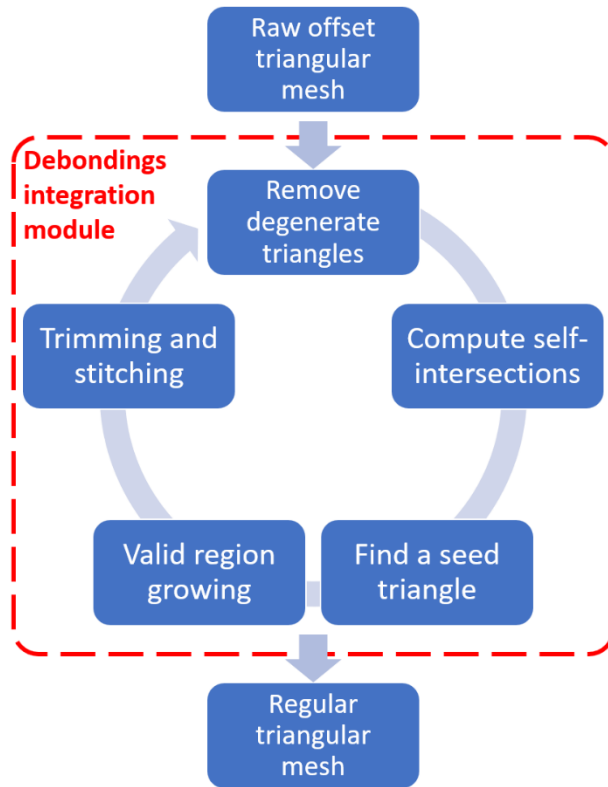 Raw offset
triangular
mesh
Debondings
integration
module
Remove
degenerate
triangles
Compute self-
intersections
Find a seed
triangle
Valid region
growing
Trimming and
stitching
Regular
triangular
mesh